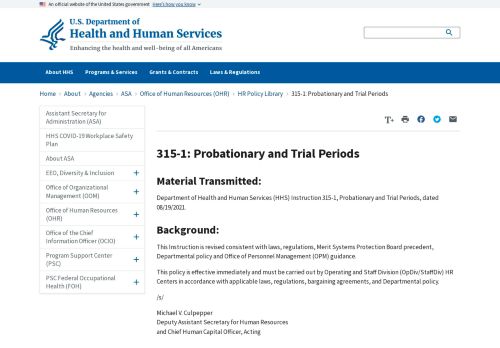 An official website of the United States government Here's how you know
U.S. Department of
Health and Human Services
Enhancing the health and well-being of all Americans
About HHS Programs & Services Grants & Contracts Laws & Regulations
Home > About > Agencies > ASA > Office of Human Resources (OHR) > HR Policy Library > 315-1: Probationary and Trial Periods
Assistant Secretary for
Administration (ASA)
HHS COVID-19 Workplace Safety
Plan
About ASA
EEO, Diversity & Inclusion +
Office of Organizational
Management (OOM) +
Office of Human Resources
(OHR) +
Office of the Chief
Information Officer (OCIO) +
Program Support Center
(PSC) +
PSC Federal Occupational
Health (FOH) +
T+
315-1: Probationary and Trial Periods
Material Transmitted:
Department of Health and Human Services (HHS) Instruction 315-1, Probationary and Trial Periods, dated
08/19/2021.
Background:
This Instruction is revised consistent with laws, regulations, Merit Systems Protection Board precedent,
Departmental policy and Office of Personnel Management (OPM) guidance.
This policy is effective immediately and must be carried out by Operating and Staff Division (OpDiv/StaffDiv) HR
Centers in accordance with applicable laws, regulations, bargaining agreements, and Departmental policy.
/s/
Michael V. Culpepper
Deputy Assistant Secretary for Human Resources
and Chief Human Capital Officer, Acting